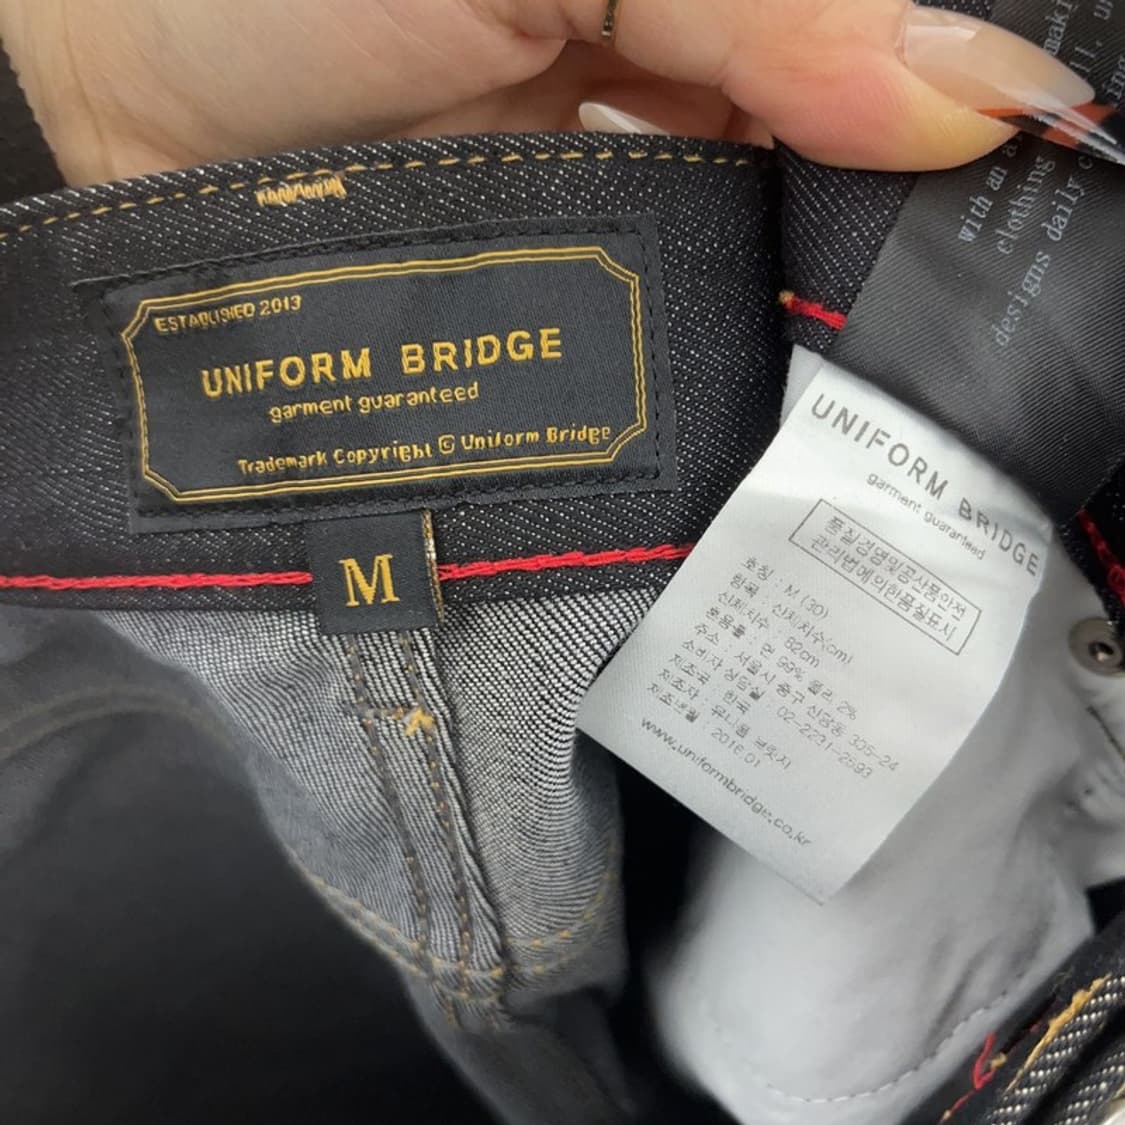 ESTABLISHED 2013
UNIFORM BRIDGE
garment guaranteed
Trademark Copyright © Uniform Bridge
M
with an a
clothing
designs daily c
making
UNIFORM BRIDGE
garment guaranteed
품질경영및공산품안전
관리법에의한품질표시
호칭 : M (30)
항목 : 신체치수(cm)
신체치수 : 82cm
혼용률 : 면 99% 폴리 2%
주소 : 서울시 중구 신당동 305-24
소비자 상담실 : 02-2231-2593
제조국 : 한국
제조자 : 유니폼 브릿지
제조년월 : 2016.01
www.uniformbridge.co.kr